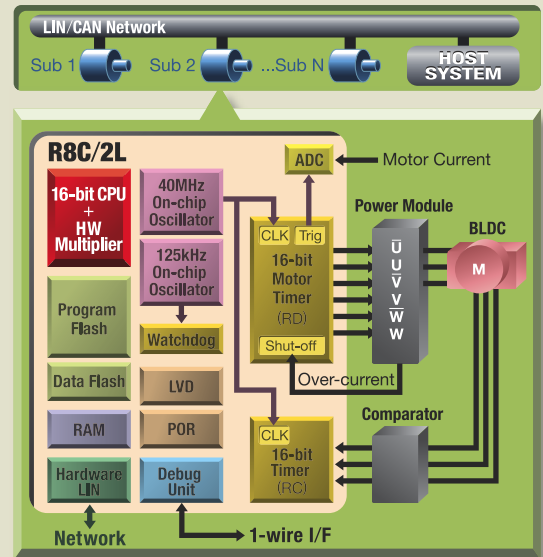 LIN/CAN Network
Sub 1
Sub 2
...Sub N
HOST
SYSTEM
R8C/2L
16-bit CPU
+
HW
Multiplier
40MHz
On-chip
Oscillator
125kHz
On-chip
Oscillator
Watchdog
Program
Flash
Data Flash
LVD
RAM
POR
Hardware
LIN
Debug
Unit
Network
1-wire I/F
ADC
Motor Current
CLK
Trig
16-bit
Motor
Timer
(RD)
Shut-off
Over-current
Power Module
U̅
U
V̅
V
W̅
W
BLDC
M
Comparator
CLK
16-bit
Timer
(RC)